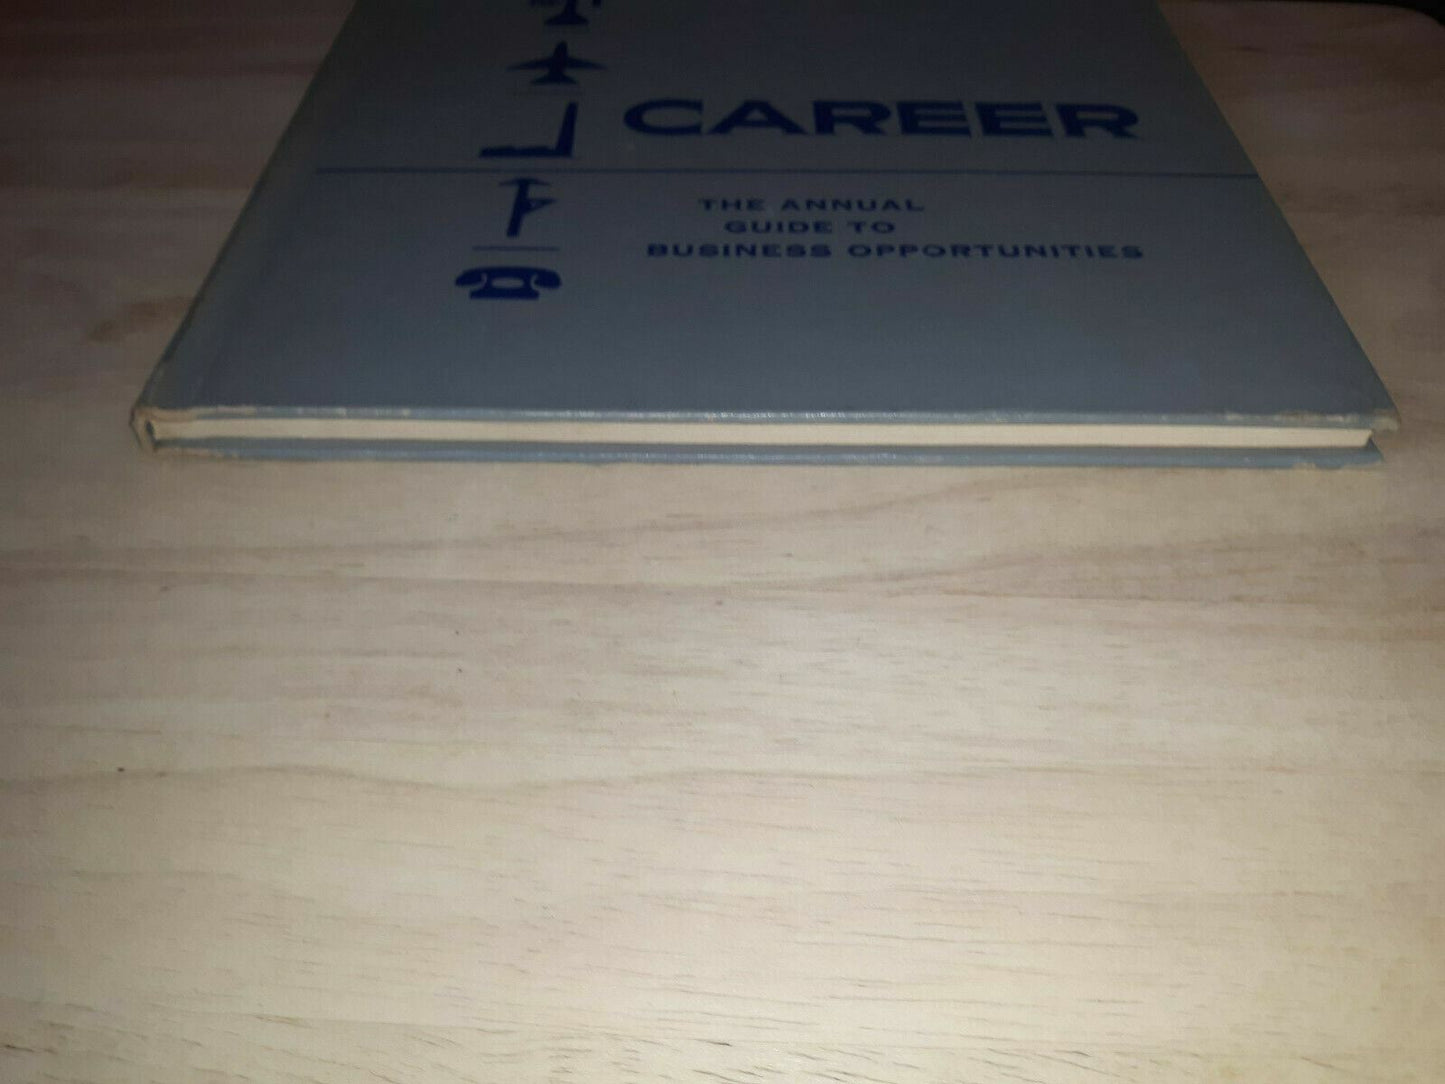 CAREER
THE ANNUAL
GUIDE TO
BUSINESS OPPORTUNITIES